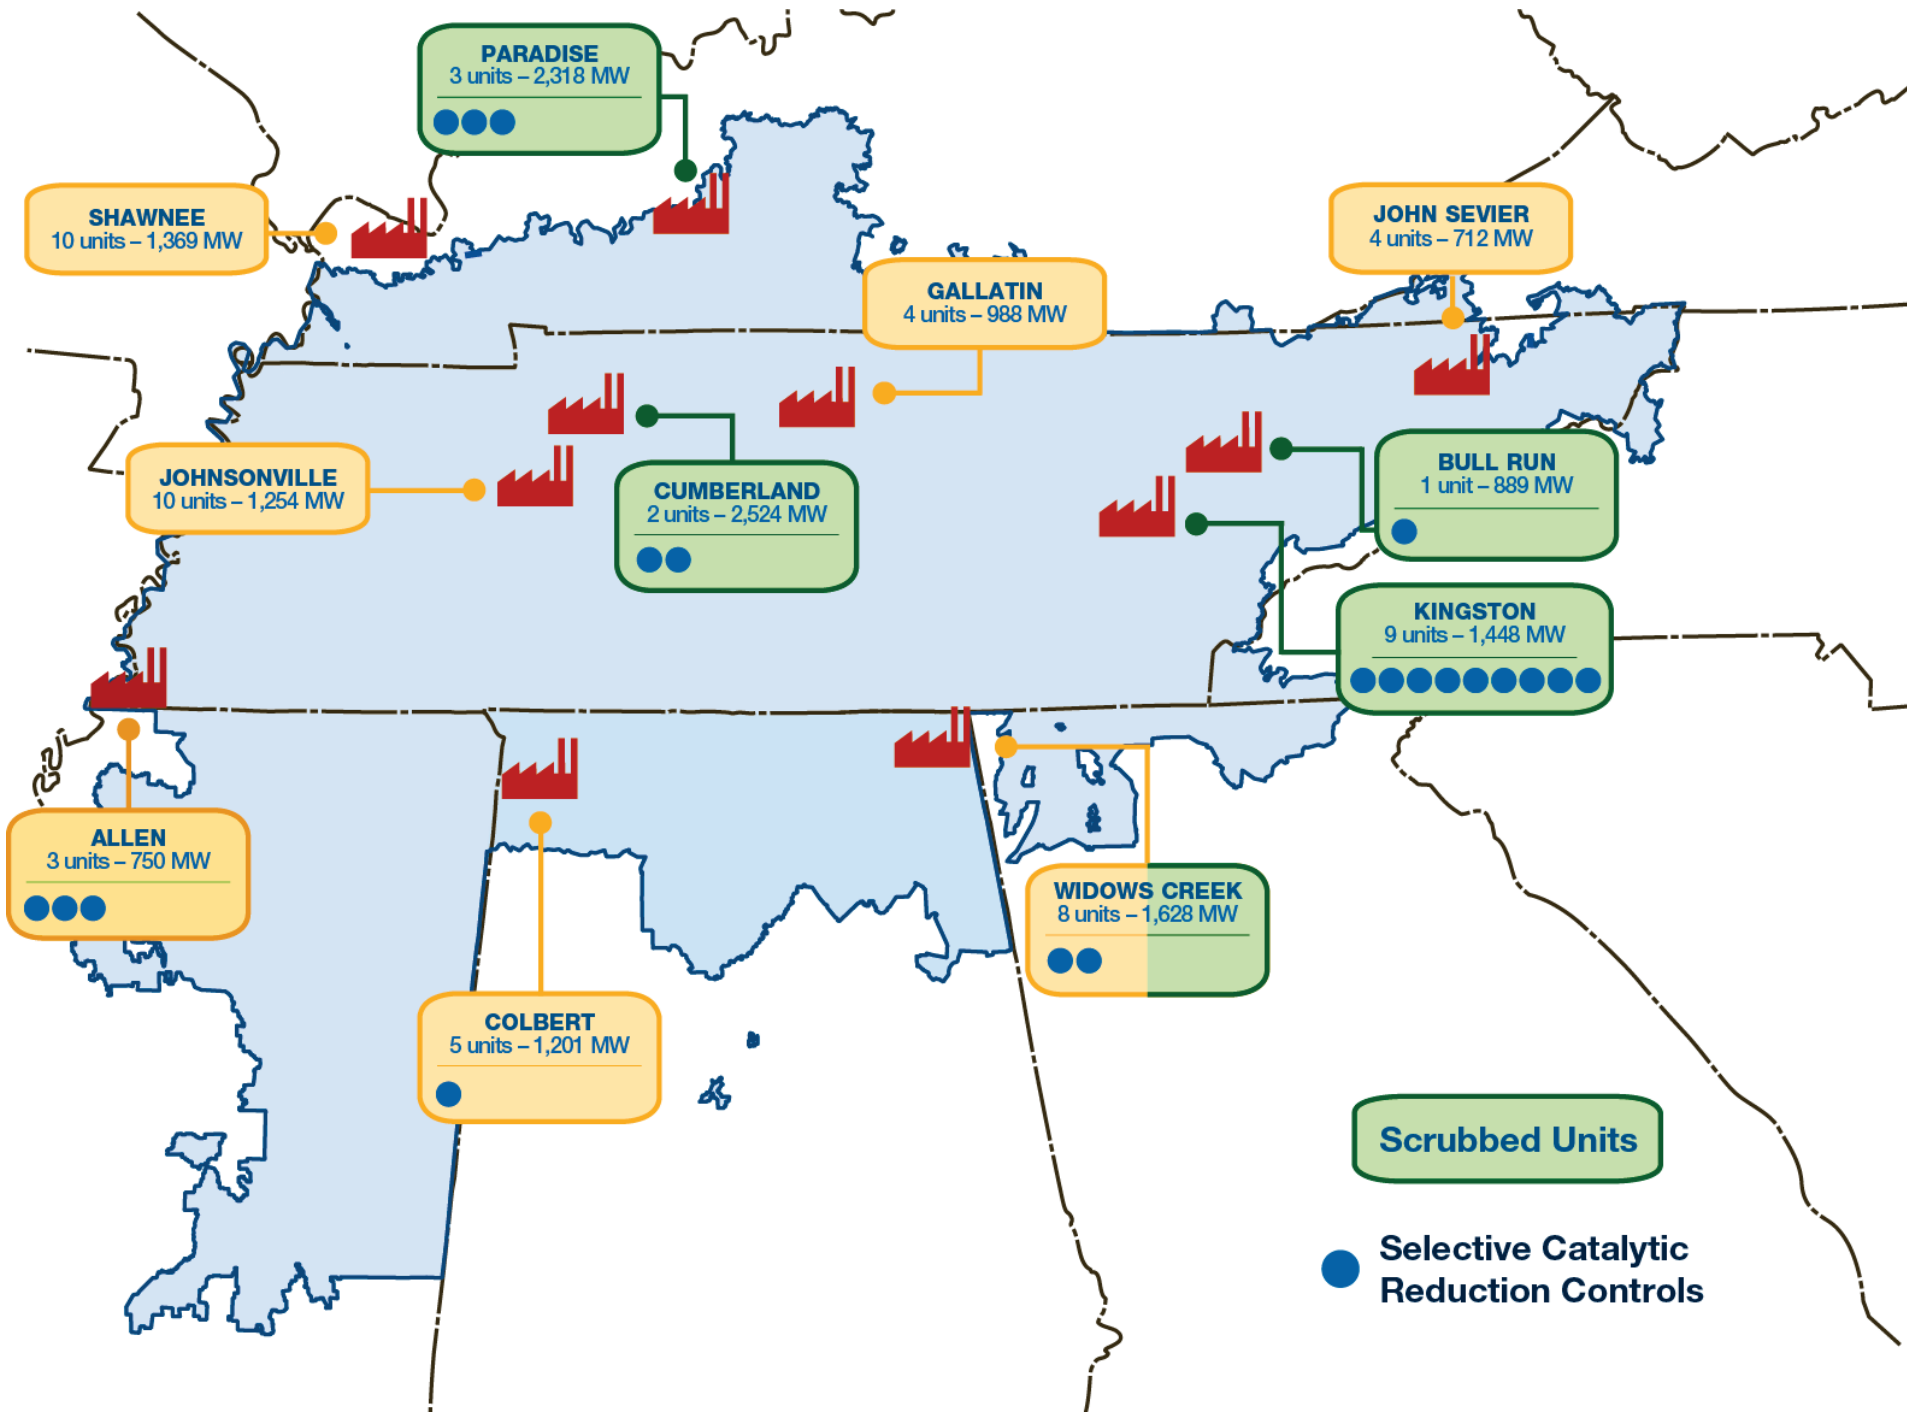 PARADISE
3 units – 2,318 MW
SHAWNEE
10 units – 1,369 MW
JOHN SEVIER
4 units – 712 MW
GALLATIN
4 units – 988 MW
JOHNSONVILLE
10 units – 1,254 MW
CUMBERLAND
2 units – 2,524 MW
BULL RUN
1 unit – 889 MW
KINGSTON
9 units – 1,448 MW
ALLEN
3 units – 750 MW
WIDOWS CREEK
8 units – 1,628 MW
COLBERT
5 units – 1,201 MW
Scrubbed Units
Selective Catalytic
Reduction Controls